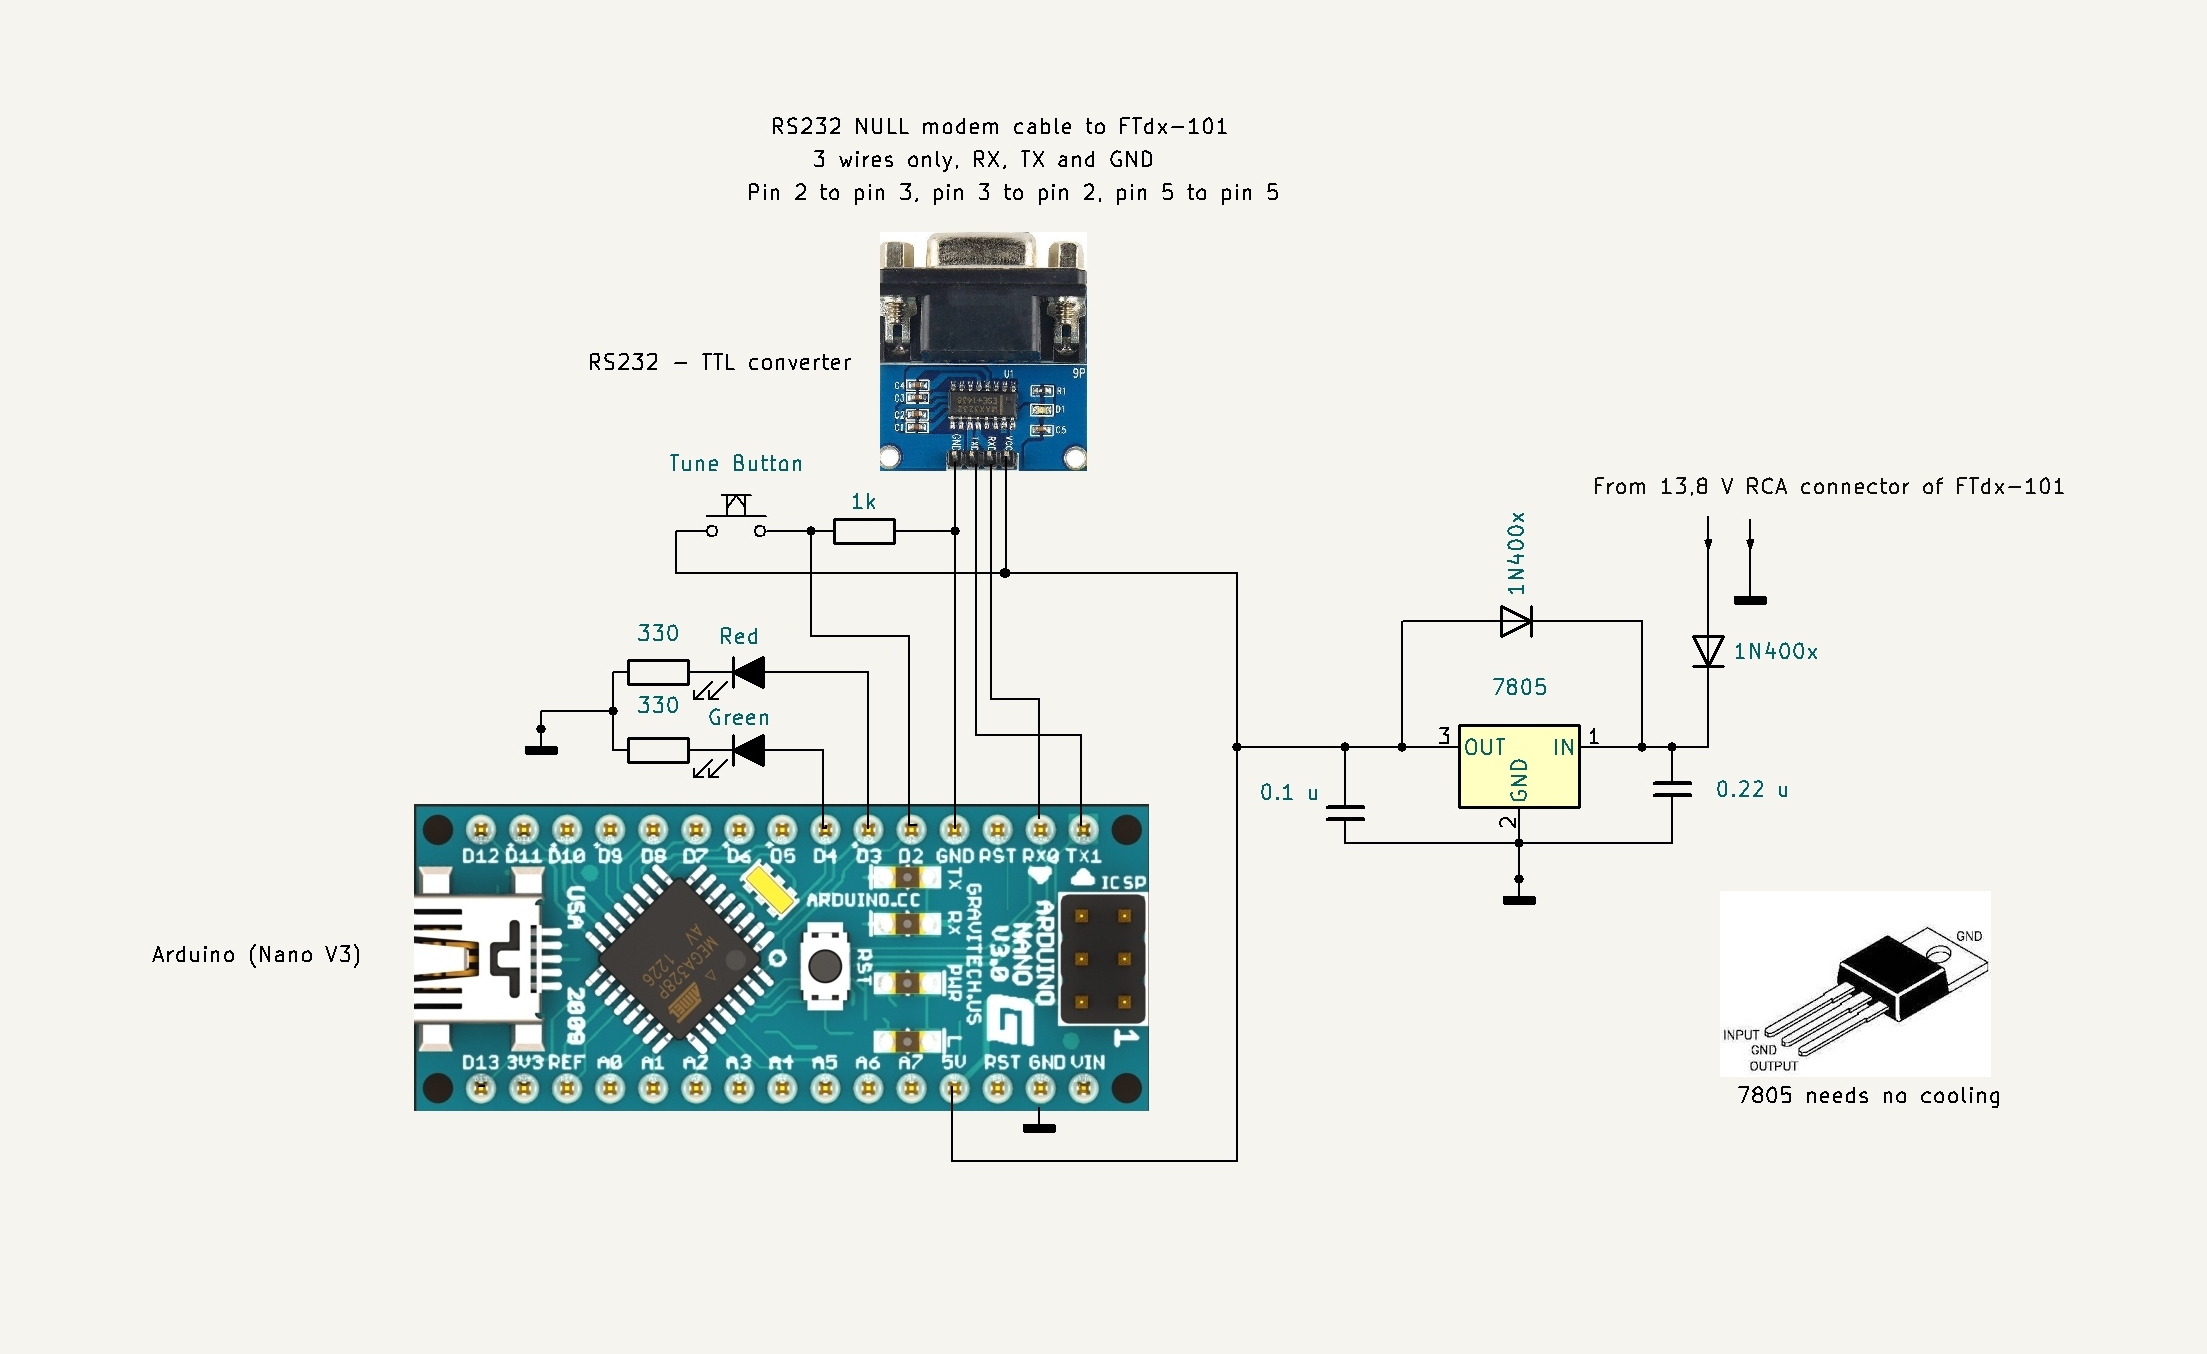 RS232 NULL modem cable to FTdx-101
3 wires only, RX, TX and GND
Pin 2 to pin 3, pin 3 to pin 2, pin 5 to pin 5
RS232 - TTL converter
U1
9P
C4
C3
C2
C1
R1
D1
C5
MAX3232
GND
TXD
RXD
VCC
Tune Button
1k
From 13,8 V RCA connector of FTdx-101
1N400x
1N400x
330
Red
330
Green
7805
3
OUT
IN
1
GND
2
0.1 u
0.22 u
D12 D11 D10 D9 D8 D7 D6 D5 D4 D3 D2 GND RST RX0 TX1
TX
ICSP
ARDUINO.CC
RX
USA
GRAVITECH.US
ARDUINO
NANO
V3.0
MEGA328P
AV
1226
ATMEL
RST
PWR
2009
L
G
1
Arduino (Nano V3)
D13 3V3 REF A0 A1 A2 A3 A4 A5 A6 A7 5V RST GND VIN
GND
INPUT
GND
OUTPUT
7805 needs no cooling